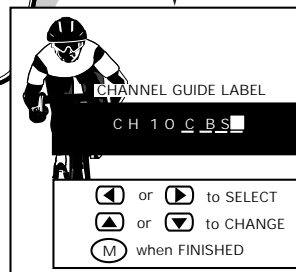 CHANNEL GUIDE LABEL
CH 10 CBS
or to SELECT
or to CHANGE
M when FINISHED